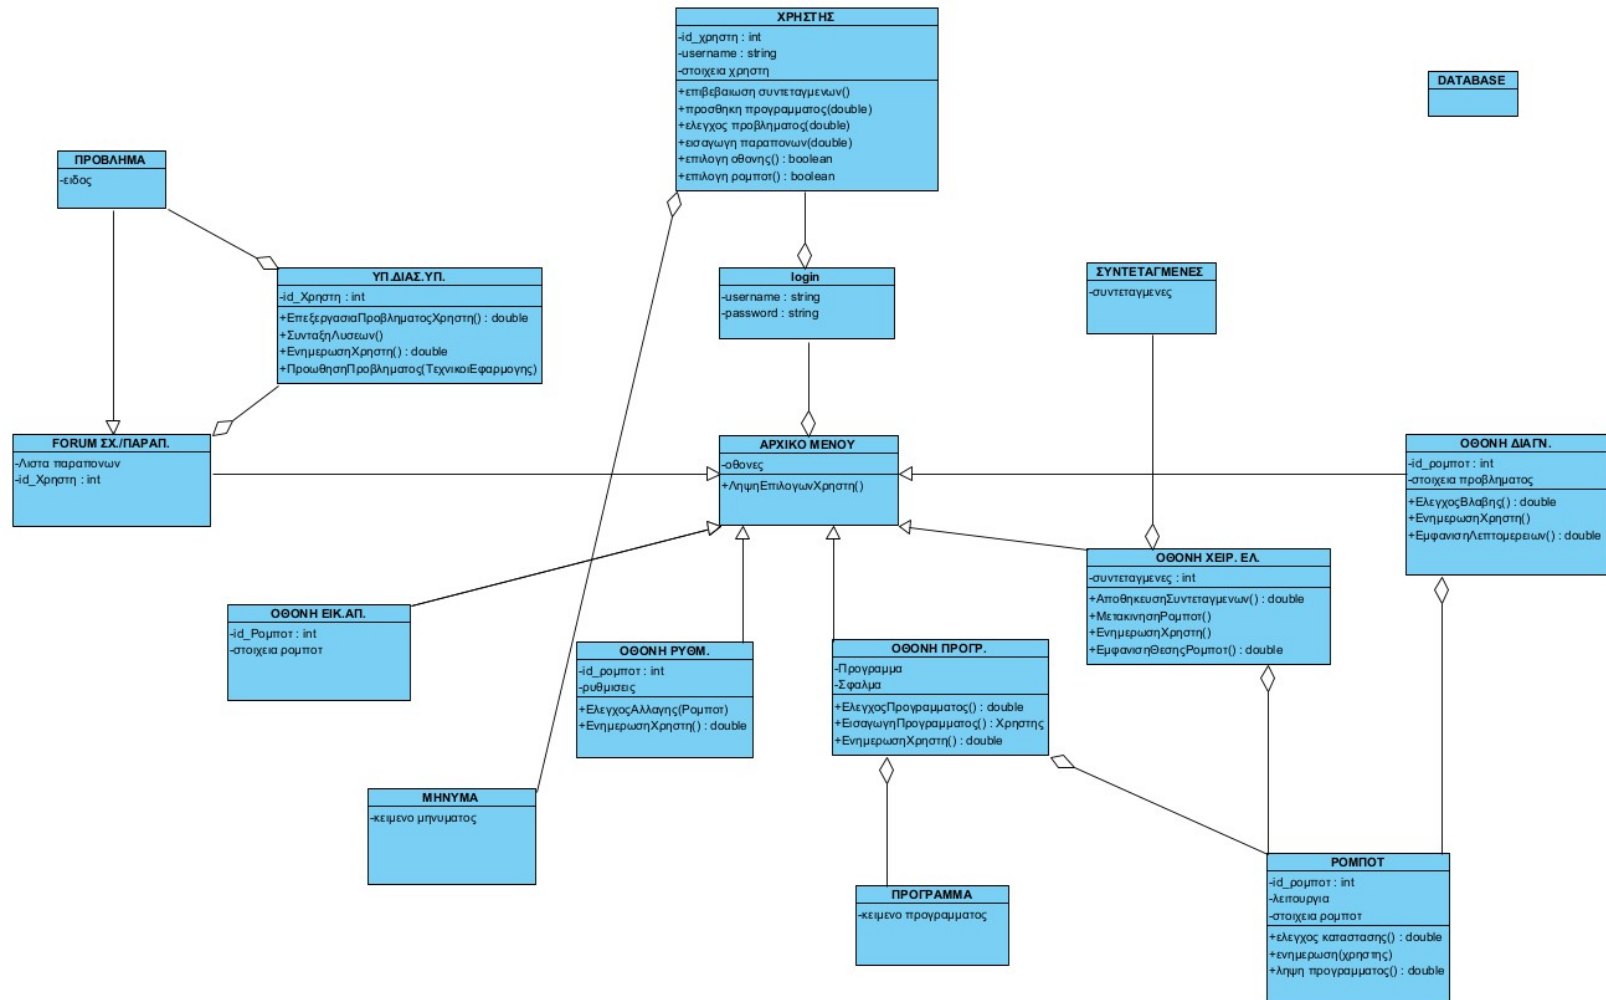 ΧΡΗΣΤΗΣ
-id_χρηστη : int
-username : string
-στοιχεια χρηστη
+επιβεβαιωση συντεταγμενων()
+προσθηκη προγραμματος(double)
+ελεγχος προβληματος(double)
+εισαγωγη παραπονων(double)
+επιλογη οθονης() : boolean
+επιλογη ρομποτ() : boolean
DATABASE
ΠΡΟΒΛΗΜΑ
-ειδος
ΥΠ.ΔΙΑΣ.ΥΠ.
-id_Χρηστη : int
+ΕπεξεργασιαΠροβληματοςΧρηστη() : double
+ΣυνταξηΛυσεων()
+ΕνημερωσηΧρηστη() : double
+ΠροωθησηΠροβληματος(ΤεχνικοιΕφαρμογης)
login
-username : string
-password : string
ΣΥΝΤΕΤΑΓΜΕΝΕΣ
-συντεταγμενες
FORUM ΣΧ./ΠΑΡΑΠ.
-Λιστα παραπονων
-id_Χρηστη : int
ΑΡΧΙΚΟ ΜΕΝΟΥ
-οθονες
+ΛηψηΕπιλογωνΧρηστη()
ΟΘΟΝΗ ΔΙΑΓΝ.
-id_ρομποτ : int
-στοιχεια προβληματος
+ΕλεγχοςΒλαβης() : double
+ΕνημερωσηΧρηστη()
+ΕμφανισηΛεπτομερειων() : double
ΟΘΟΝΗ ΧΕΙΡ. ΕΛ.
-συντεταγμενες : int
+ΑποθηκευσηΣυντεταγμενων() : double
+ΜετακινησηΡομποτ()
+ΕνημερωσηΧρηστη()
+ΕμφανισηΘεσηςΡομποτ() : double
ΟΘΟΝΗ ΕΙΚ.ΑΠ.
-id_Ρομποτ : int
-στοιχεια ρομποτ
ΟΘΟΝΗ ΡΥΘΜ.
-id_ρομποτ : int
-ρυθμισεις
+ΕλεγχοςΑλλαγης(Ρομποτ)
+ΕνημερωσηΧρηστη() : double
ΟΘΟΝΗ ΠΡΟΓΡ.
-Προγραμμα
-Σφαλμα
+ΕλεγχοςΠρογραμματος() : double
+ΕισαγωγηΠρογραμματος() : Χρηστης
+ΕνημερωσηΧρηστη() : double
ΜΗΝΥΜΑ
-κειμενο μηνυματος
ΠΡΟΓΡΑΜΜΑ
-κειμενο προγραμματος
ΡΟΜΠΟΤ
-id_ρομποτ : int
-λειτουργια
-στοιχεια ρομποτ
+ελεγχος καταστασης() : double
+ενημερωση(χρηστης)
+ληψη προγραμματος() : double